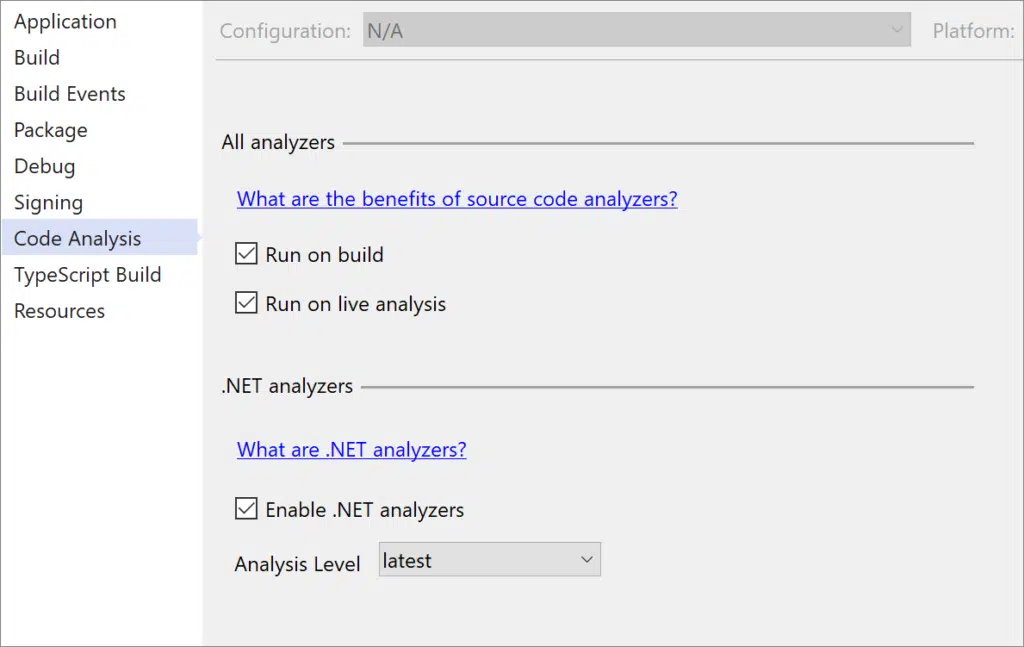 Application
Build
Build Events
Package
Debug
Signing
Code Analysis
TypeScript Build
Resources
Configuration: N/A Platform:
All analyzers
What are the benefits of source code analyzers?
Run on build
Run on live analysis
.NET analyzers
What are .NET analyzers?
Enable .NET analyzers
Analysis Level latest